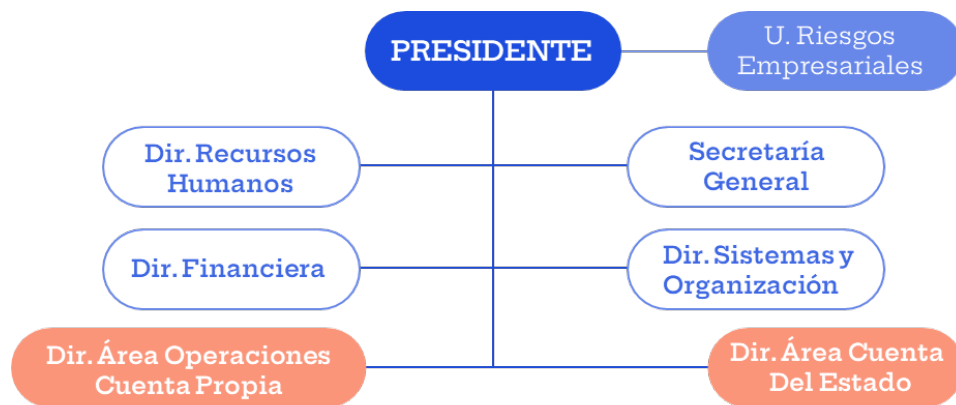 PRESIDENTE
U. Riesgos
Empresariales
Dir. Recursos
Humanos
Secretaría
General
Dir. Financiera
Dir. Sistemas y
Organización
Dir. Área Operaciones
Cuenta Propia
Dir. Área Cuenta
Del Estado